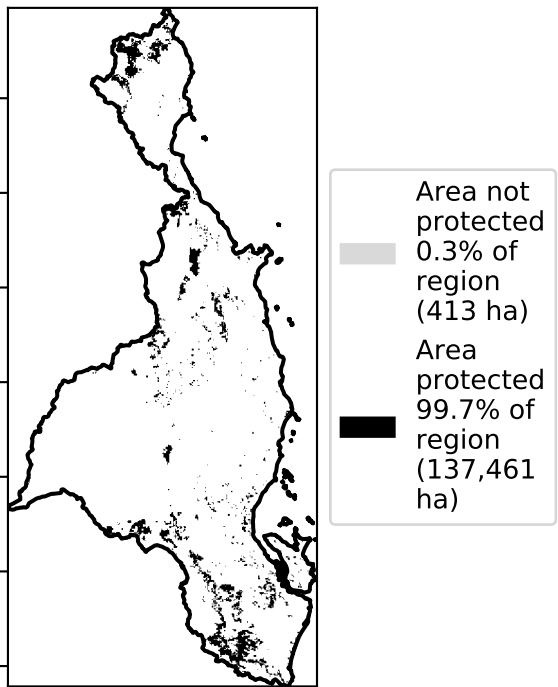 Area not
protected
0.3% of
region
(413 ha)
Area
protected
99.7% of
region
(137,461
ha)